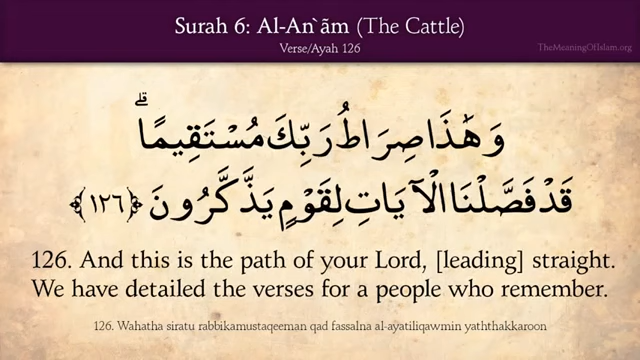 Surah 6: Al-An`ãm (The Cattle)
Verse/Ayah 126
TheMeaningOfIslam.org
وَهَٰذَا صِرَاطُ رَبِّكَ مُسْتَقِيمًا ۗ
قَدْ فَصَّلْنَا الْآيَاتِ لِقَوْمٍ يَذَّكَّرُونَ ﴿١٢٦﴾
126. And this is the path of your Lord, [leading] straight.
We have detailed the verses for a people who remember.
126. Wahatha siratu rabbikamustaqeeman qad fassalna al-ayatiliqawmin yaththakkaroon